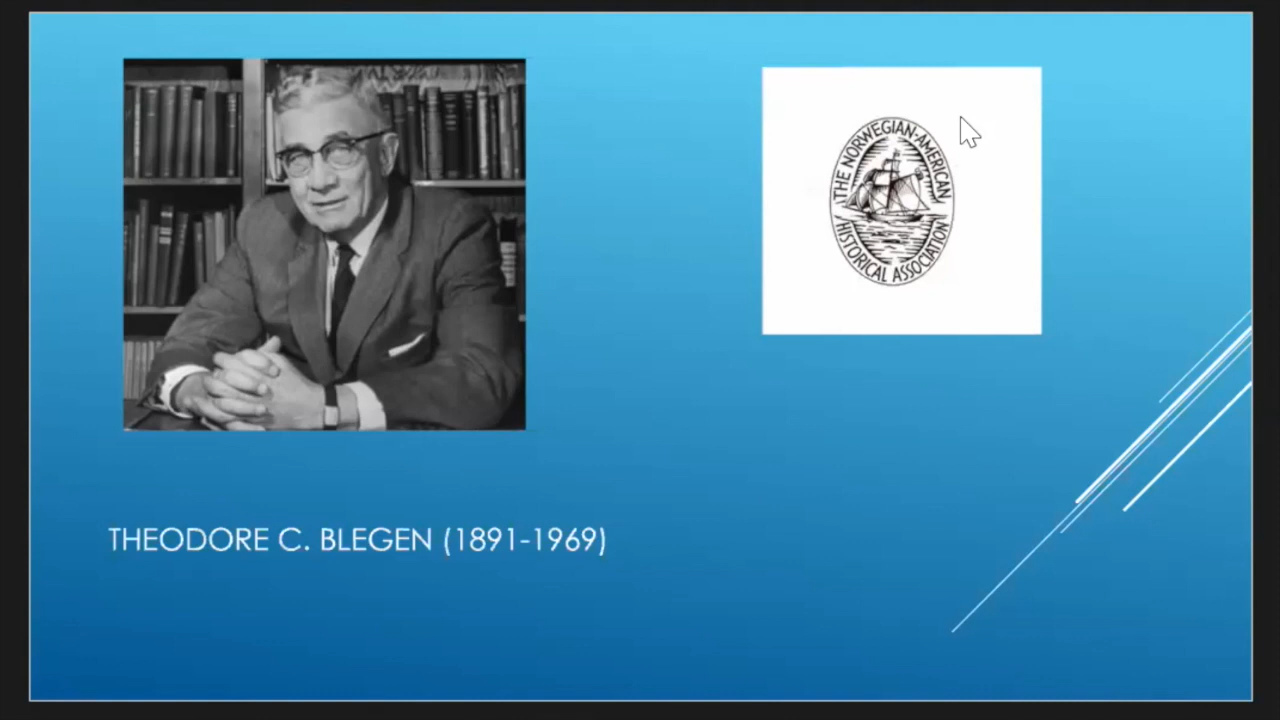 THE NORWEGIAN-AMERICAN
HISTORICAL ASSOCIATION
THEODORE C. BLEGEN (1891-1969)